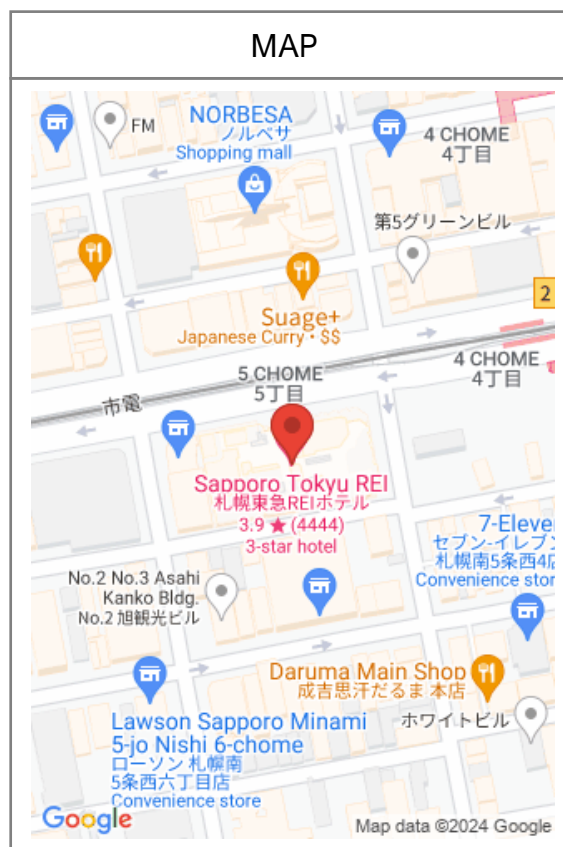 MAP
NORBESA
ノルベサ
Shopping mall
FM
4 CHOME
4丁目
第5グリーンビル
2
Suage+
Japanese Curry • $$
4 CHOME
4丁目
5 CHOME
5丁目
市電
Sapporo Tokyu REI
札幌東急REIホテル
3.9 ★ (4444)
3-star hotel
7-Eleven
セブン-イレブン
札幌南5条西4店
Convenience store
No.2 No.3 Asahi
Kanko Bldg.
No.2 旭観光ビル
Daruma Main Shop
成吉思汗だるま 本店
ホワイトビル
Lawson Sapporo Minami
5-jo Nishi 6-chome
ローソン 札幌南
5条西六丁目店
Convenience store
Google
Map data ©2024 Google